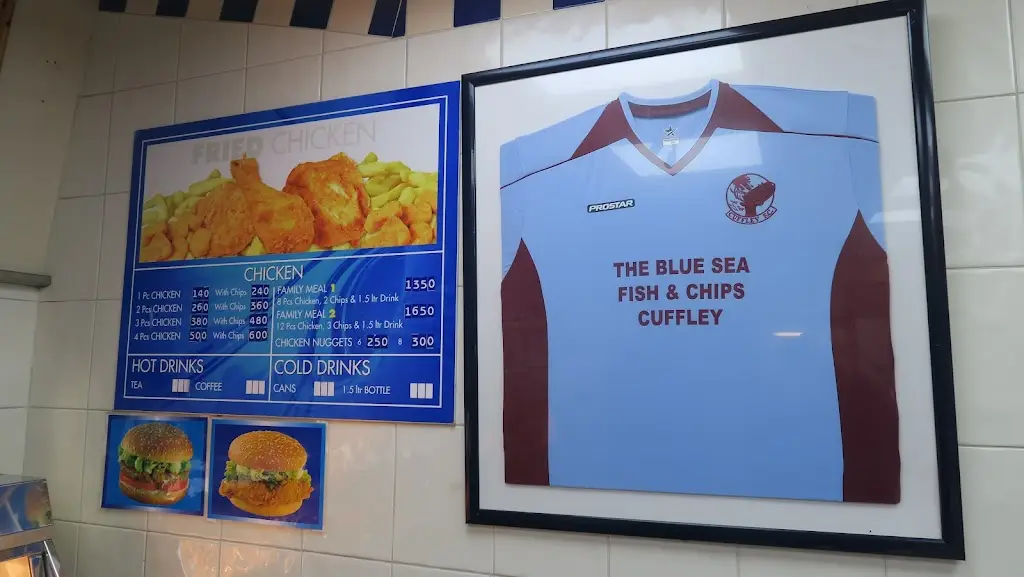 FRIED CHICKEN
CHICKEN
1 Pc CHICKEN 140 With Chips 240
2 Pcs CHICKEN 260 With Chips 360
3 Pcs CHICKEN 380 With Chips 480
4 Pcs CHICKEN 500 With Chips 600
FAMILY MEAL 1 1350
8 Pcs Chicken, 2 Chips & 1.5 ltr Drink
FAMILY MEAL 2 1650
12 Pcs Chicken, 3 Chips & 1.5 ltr Drink
CHICKEN NUGGETS 6 250 8 300
HOT DRINKS
TEA COFFEE
COLD DRINKS
CANS 1.5 ltr BOTTLE
PROSTAR
CUFFLEY F.C.
THE BLUE SEA
FISH & CHIPS
CUFFLEY